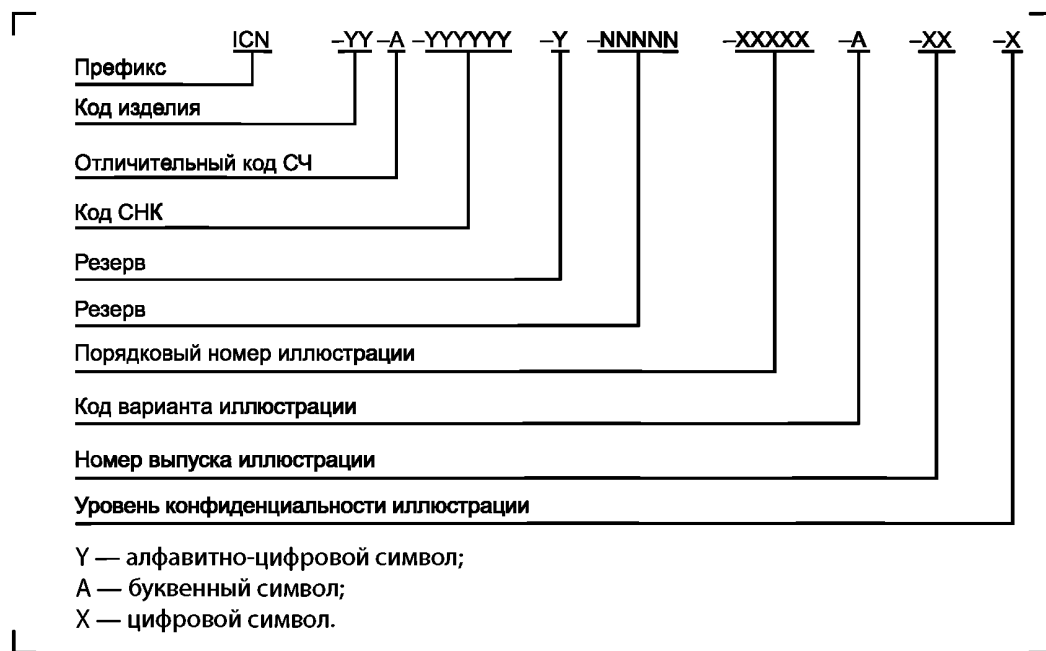 ICN –YY –A –YYYYYY –Y –NNNNN –XXXXX –A –XX –X
Префикс
Код изделия
Отличительный код СЧ
Код СНК
Резерв
Резерв
Порядковый номер иллюстрации
Код варианта иллюстрации
Номер выпуска иллюстрации
Уровень конфиденциальности иллюстрации
Y — алфавитно-цифровой символ;
A — буквенный символ;
X — цифровой символ.